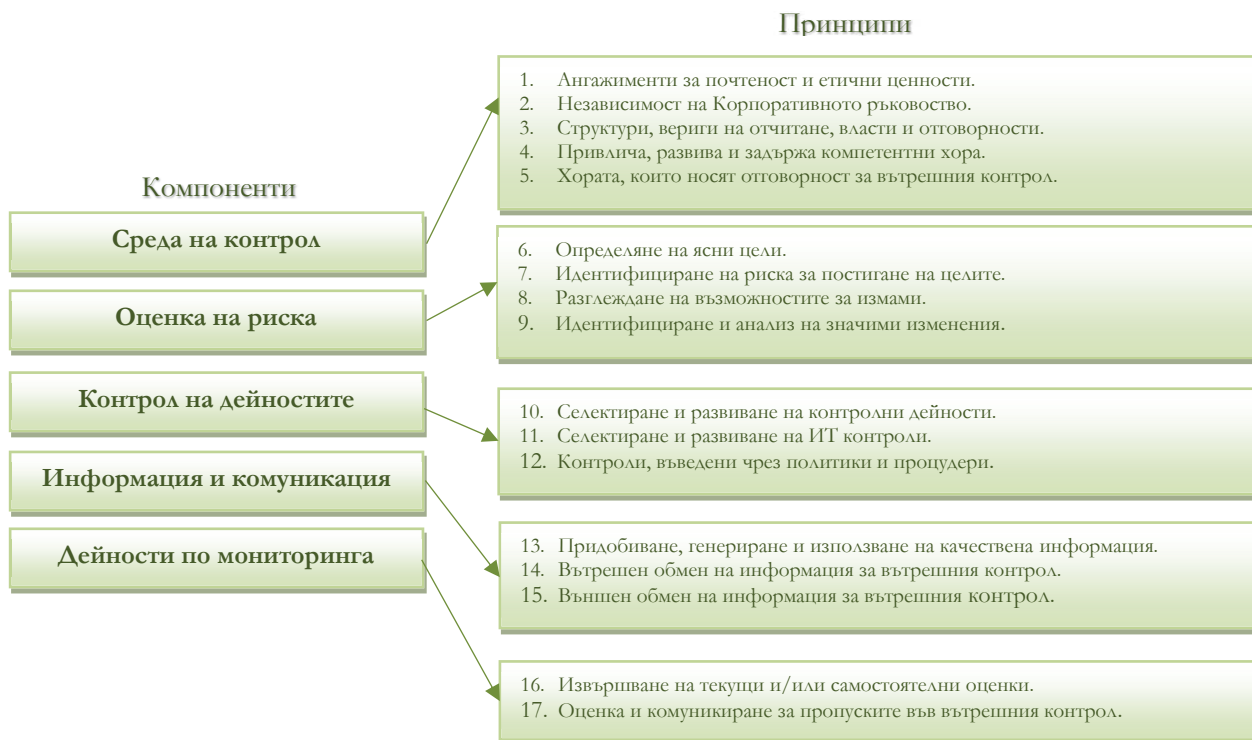 Принципи
1. Ангажименти за почтеност и етични ценности.
2. Независимост на Корпоративното ръковоство.
3. Структури, вериги на отчитане, власти и отговорности.
4. Привлича, развива и задържа компетентни хора.
5. Хората, които носят отговорност за вътрешния контрол.
Компоненти
Среда на контрол
6. Определяне на ясни цели.
7. Идентифициране на риска за постигане на целите.
8. Разглеждане на възможностите за измами.
9. Идентифициране и анализ на значими изменения.
Оценка на риска
Контрол на дейностите
10. Селектиране и развиване на контролни дейности.
11. Селектиране и развиване на ИТ контроли.
12. Контроли, въведени чрез политики и процудери.
Информация и комуникация
Дейности по мониторинга
13. Придобиване, генериране и използване на качествена информация.
14. Вътрешен обмен на информация за вътрешния контрол.
15. Външен обмен на информация за вътрешния контрол.
16. Извършване на текущи и/или самостоятелни оценки.
17. Оценка и комуникиране за пропуските във вътрешния контрол.